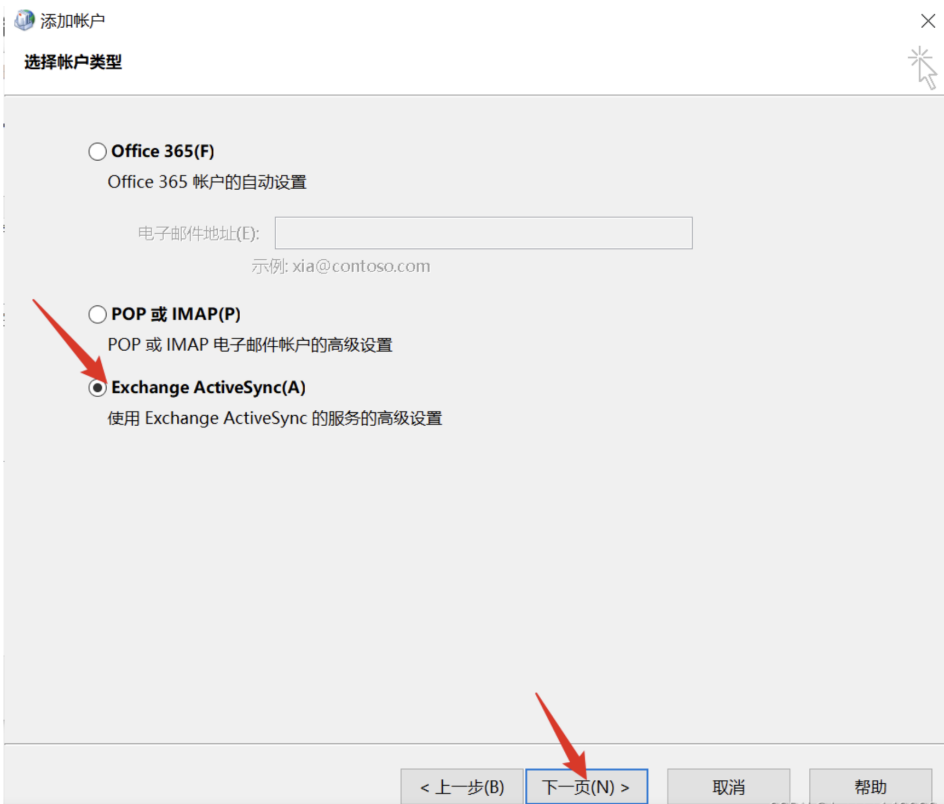 添加帐户
选择帐户类型
Office 365(F)
Office 365 帐户的自动设置
电子邮件地址(E):
示例: xia@contoso.com
POP 或 IMAP(P)
POP 或 IMAP 电子邮件帐户的高级设置
Exchange ActiveSync(A)
使用 Exchange ActiveSync 的服务的高级设置
< 上一步(B) 下一页(N) > 取消 帮助